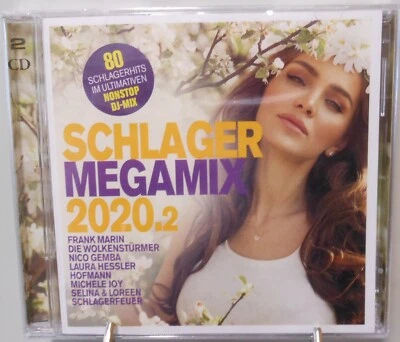 2
CD
80
SCHLAGERHITS
IM ULTIMATIVEN
NONSTOP
DJ-MIX
SCHLAGER
MEGAMIX
2020.2
FRANK MARIN
DIE WOLKENSTÜRMER
NICO GEMBA
LAURA HESSLER
HOFMANN
MICHELE JOY
SELINA & LOREEN
SCHLAGERFEUER